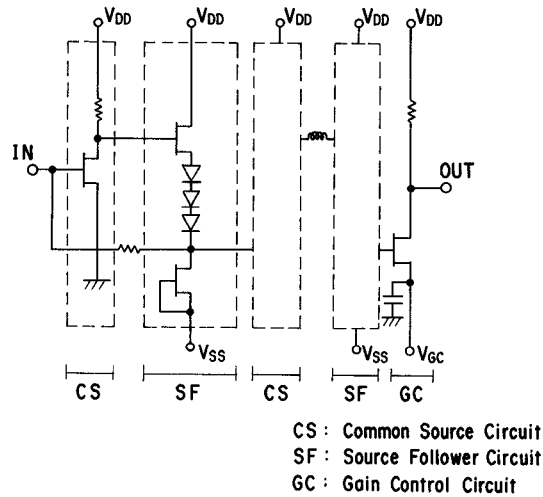 VDD VDD VDD VDD VDD
IN
OUT
VSS VSS VGC
CS SF CS SF GC
CS : Common Source Circuit
SF : Source Follower Circuit
GC : Gain Control Circuit